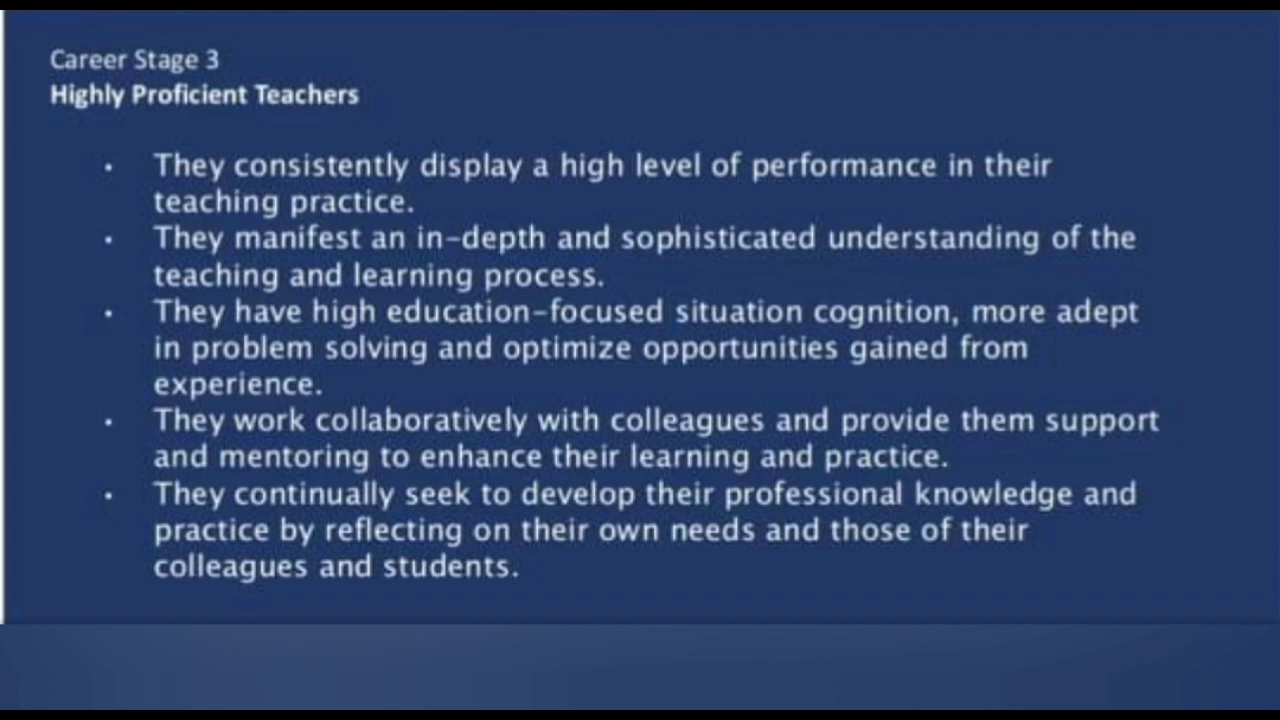 Career Stage 3
Highly Proficient Teachers
• They consistently display a high level of performance in their
teaching practice.
• They manifest an in-depth and sophisticated understanding of the
teaching and learning process.
• They have high education-focused situation cognition, more adept
in problem solving and optimize opportunities gained from
experience.
• They work collaboratively with colleagues and provide them support
and mentoring to enhance their learning and practice.
• They continually seek to develop their professional knowledge and
practice by reflecting on their own needs and those of their
colleagues and students.